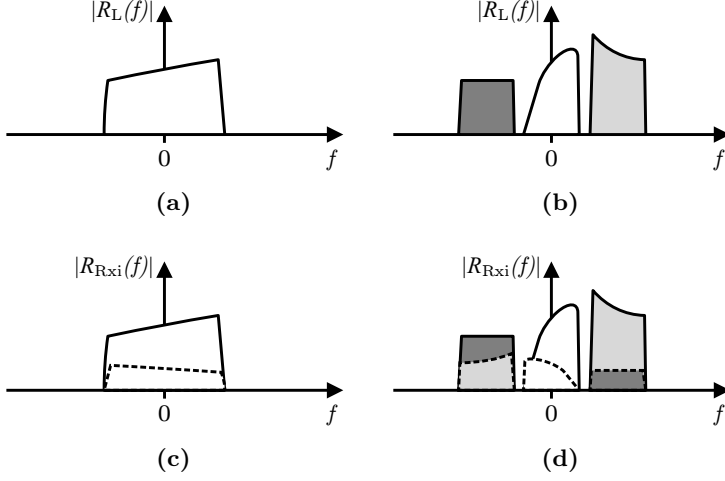 |R_L(f)|
|R_L(f)|
0
f
0
f
(a)
(b)
|R_Rxi(f)|
|R_Rxi(f)|
0
f
0
f
(c)
(d)